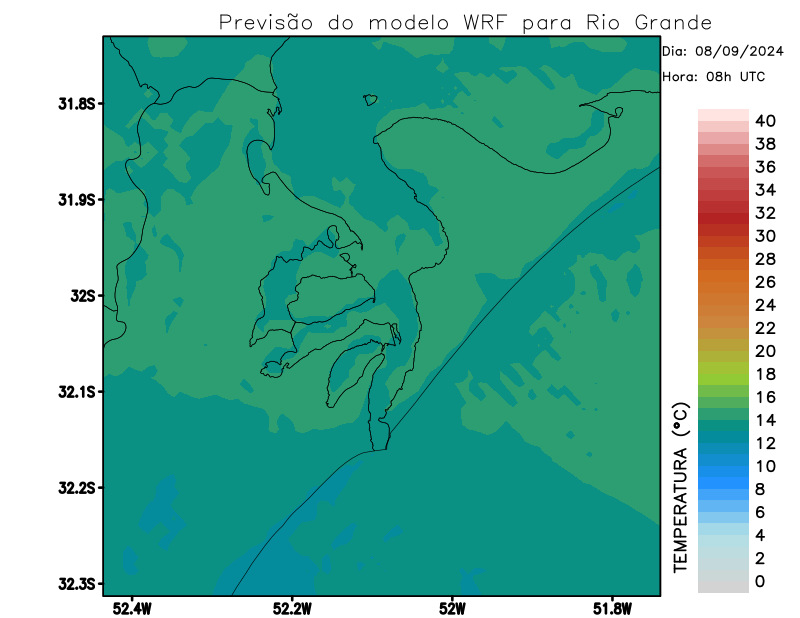 Previsão do modelo WRF para Rio Grande
Dia: 08/09/2024
Hora: 08h UTC
31.8S
31.9S
32S
32.1S
32.2S
32.3S
52.4W
52.2W
52W
51.8W
TEMPERATURA (°C)
40
38
36
34
32
30
28
26
24
22
20
18
16
14
12
10
8
6
4
2
0